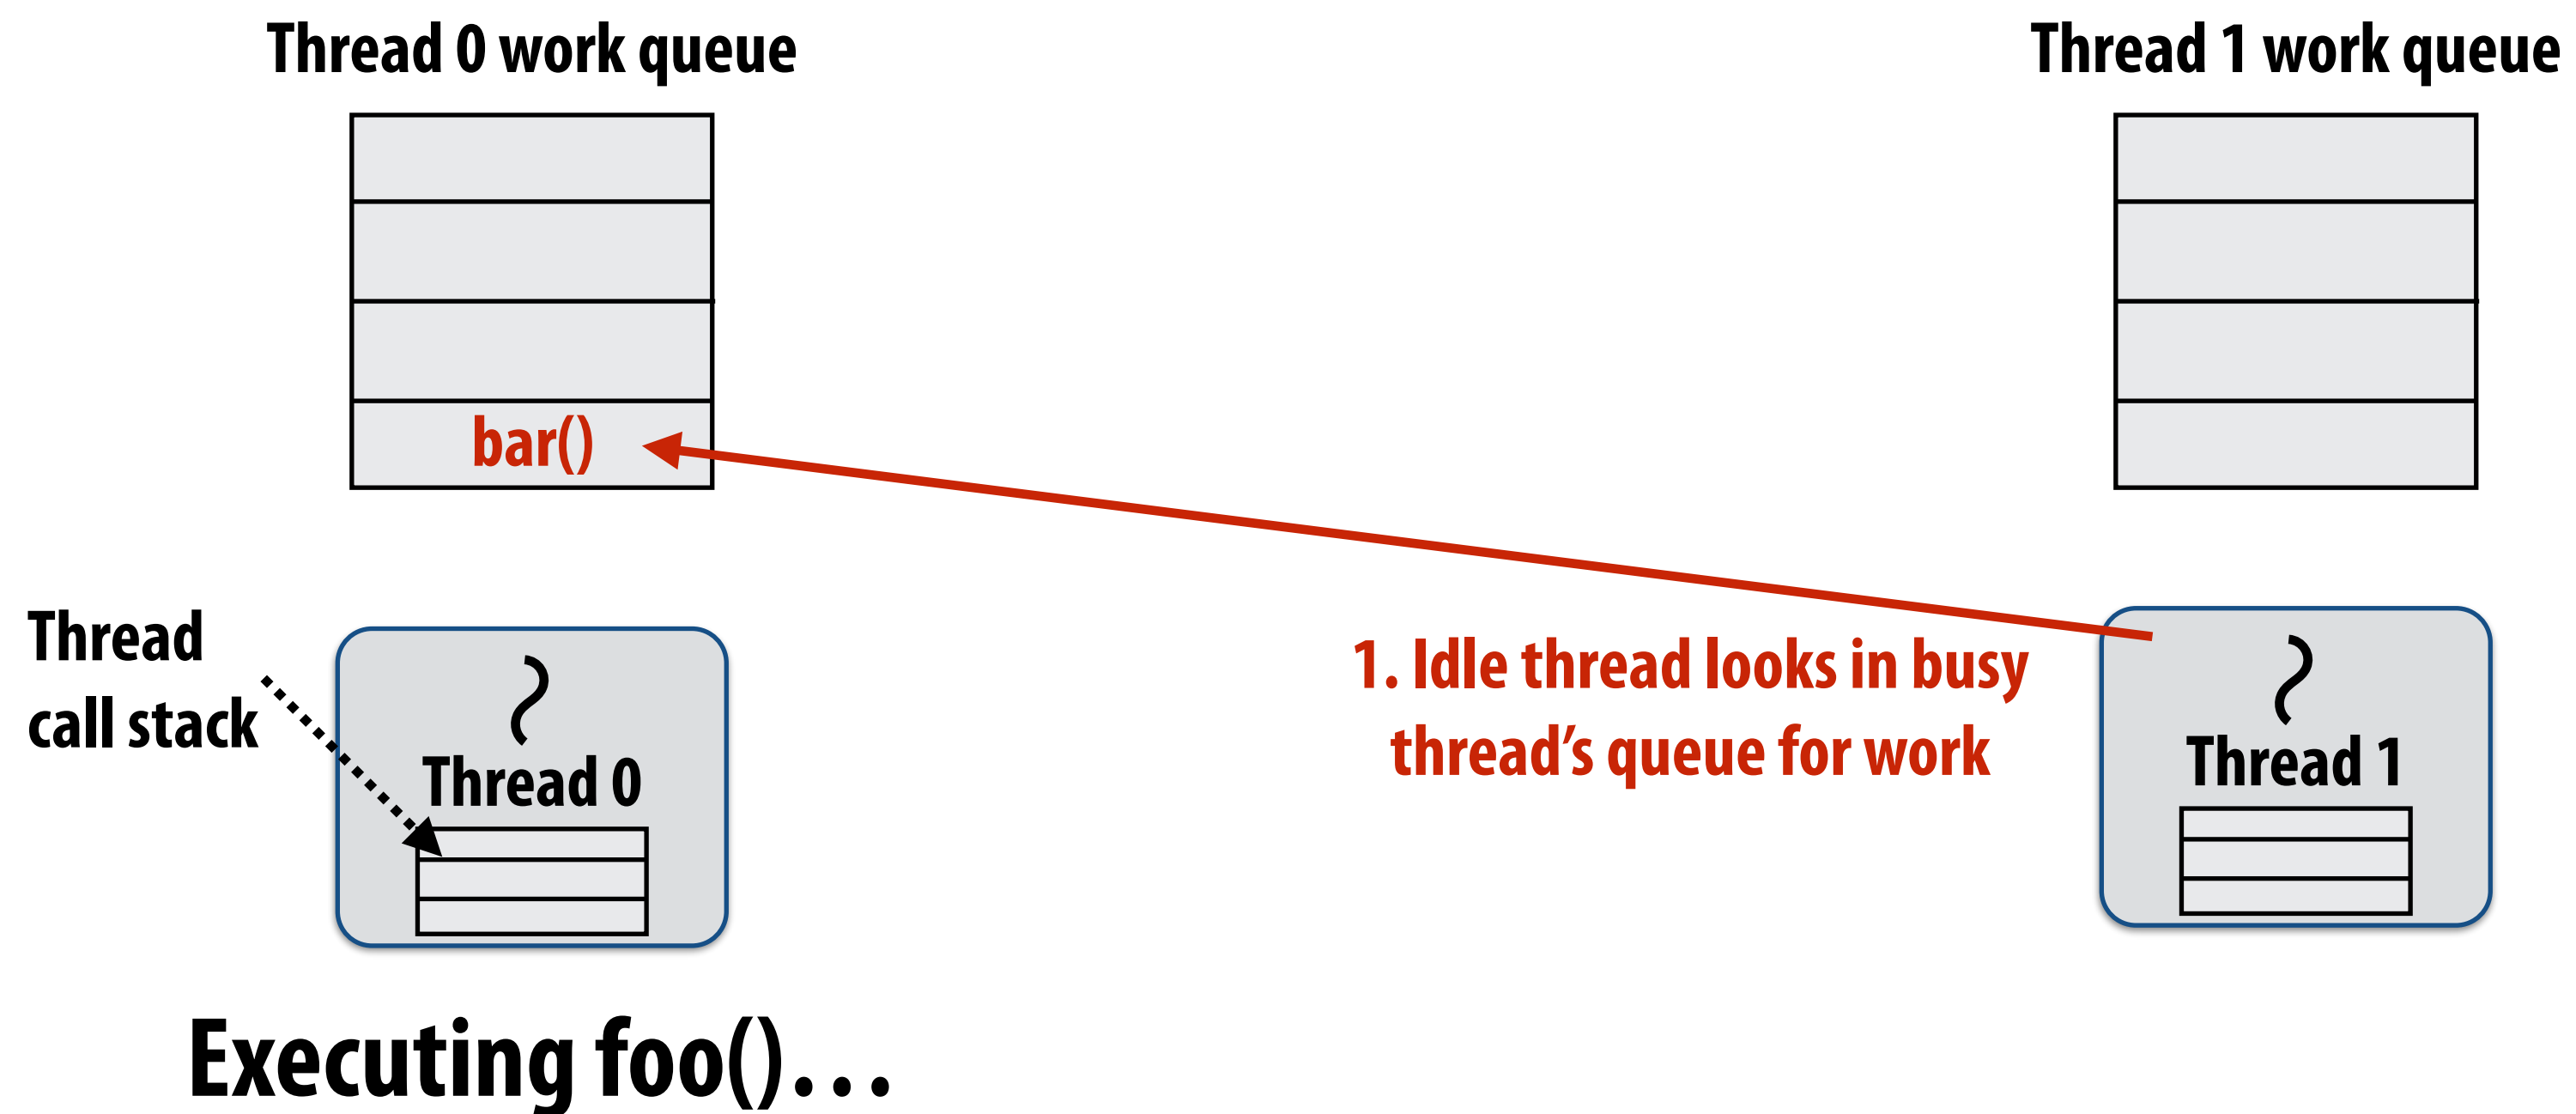 Thread 0 work queue
Thread 1 work queue
bar()
Thread
call stack
Thread 0
1. Idle thread looks in busy
thread’s queue for work
Thread 1
Executing foo()…